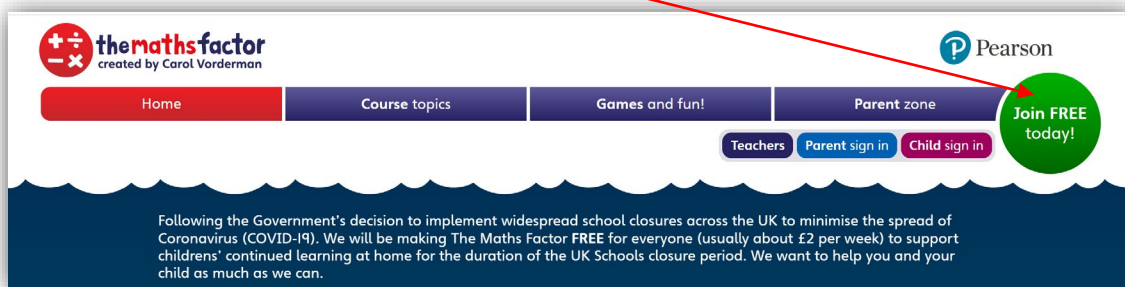 themathsfactor
created by Carol Vorderman
Pearson
Home
Course topics
Games and fun!
Parent zone
Join FREE
today!
Teachers
Parent sign in
Child sign in
Following the Government's decision to implement widespread school closures across the UK to minimise the spread of
Coronavirus (COVID-19). We will be making The Maths Factor FREE for everyone (usually about £2 per week) to support
childrens' continued learning at home for the duration of the UK Schools closure period. We want to help you and your
child as much as we can.